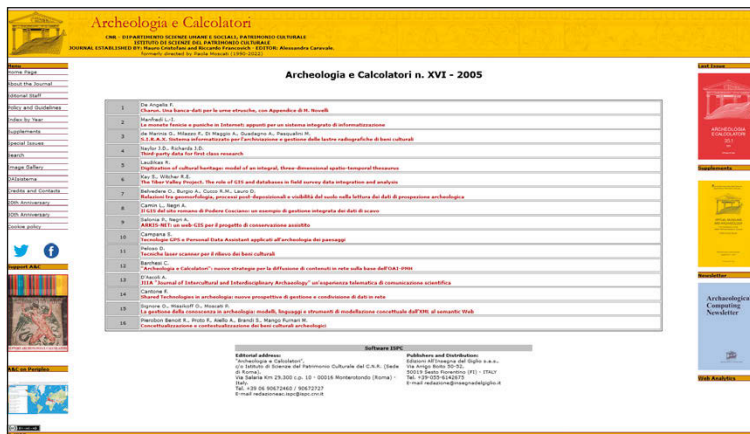 Archeologia e Calcolatori
CNR - DIPARTIMENTO SCIENZE UMANE E SOCIALI, PATRIMONIO CULTURALE
ISTITUTO DI SCIENZE DEL PATRIMONIO CULTURALE
JOURNAL ESTABLISHED BY: Mauro Cristofani and Riccardo Francovich - EDITOR: Alessandra Caravale,
formerly directed by Paola Moscati (1990-2022)
Menu
Home Page
About the Journal
Editorial Staff
Policy and Guidelines
Index by Year
Supplements
Special Issues
Search
Image Gallery
Credits and Contacts
Cookie policy
Support A&C
A&C on Periplos
Archeologia e Calcolatori n. XVI - 2005
1
De Angelis F.
Charun. Una banca-dati per le urne etrusche, con Appendice di M. Novelli
2
Manfredi L.-I.
Le monete fenicie e puniche in Internet: appunti per un sistema integrato di informatizzazione
3
de Mannis G., Milazzo F., Di Maggio A., Guadagno A., Pasqualini M.
S.I.R.A.X. Sistema informatizzato per l'archiviazione e gestione delle lastre radiografiche di beni culturali
4
Naylor J.D., Richards J.D.
Third-party data for first class research
5
Laužikas R.
Digitization of cultural heritage: model of an integral, three-dimensional spatio-temporal thesaurus
6
Kay S., Witcher R.E.
The Tiber Valley Project. The role of GIS and databases in field survey data integration and analysis
7
Belvedere O., Burgio A., Cusco R.M., Lauro D.
Relazioni tra geomorfologia, processi post-deposizionali e visibilità del suolo nella lettura dei dati di prospezione archeologica
8
Camin L., Negri A.
Il GIS del sito romano di Podere Cosciano: un esempio di gestione integrata dei dati di scavo
9
Salonia P., Negri A.
ARKIS-NET: un web-GIS per il progetto di conservazione assistito
10
Campana S.
Tecnologie GPS e Personal Data Assistant applicati all'archeologia dei paesaggi
11
Peloso D.
Tecniche laser scanner per il rilievo dei beni culturali
12
Barchesi C.
"Archeologia e Calcolatori": nuove strategie per la diffusione di contenuti in rete sulla base dell'OAI-PMH
13
D'Ascoli A.
JIIA "Journal of Intercultural and Interdisciplinary Archaeology" un'esperienza telematica di comunicazione scientifica
14
Cantone F.
Shared Technologies in archeologia: nuove prospettive di gestione e condivisione di dati in rete
15
Signore O., Missikoff O., Moscati P.
La gestione della conoscenza in archeologia: modelli, linguaggi e strumenti di modellazione concettuale dall'XML al semantic Web
16
Pierobon Benoit R., Proto F., Aiello A., Brandi S., Mango Furnari M.
Concettualizzazione e contestualizzazione dei beni culturali archeologici
Software ISPC
Editorial address:
"Archeologia e Calcolatori",
c/o Istituto di Scienze del Patrimonio Culturale del C.N.R. (Sede
di Roma),
Via Salaria Km 29.300 c.p. 10 - 00016 Monterotondo (Roma) -
Italy.
Tel. +39 06 90672460 / 90672727
E-mail redazioneac.ispc@ispc.cnr.it
Publishers and Distribution:
Edizioni All'Insegna del Giglio s.a.s.,
Via Arrigo Boito 50-52,
50019 Sesto Fiorentino (FI) - ITALY
Tel. +39-055-6142675
E-mail redazione@insegnadelgiglio.it
Last Issue
ARCHEOLOGIA
E CALCOLATORI
Supplements
Newsletter
Archaeological
Computing
Newsletter
Web Analytics